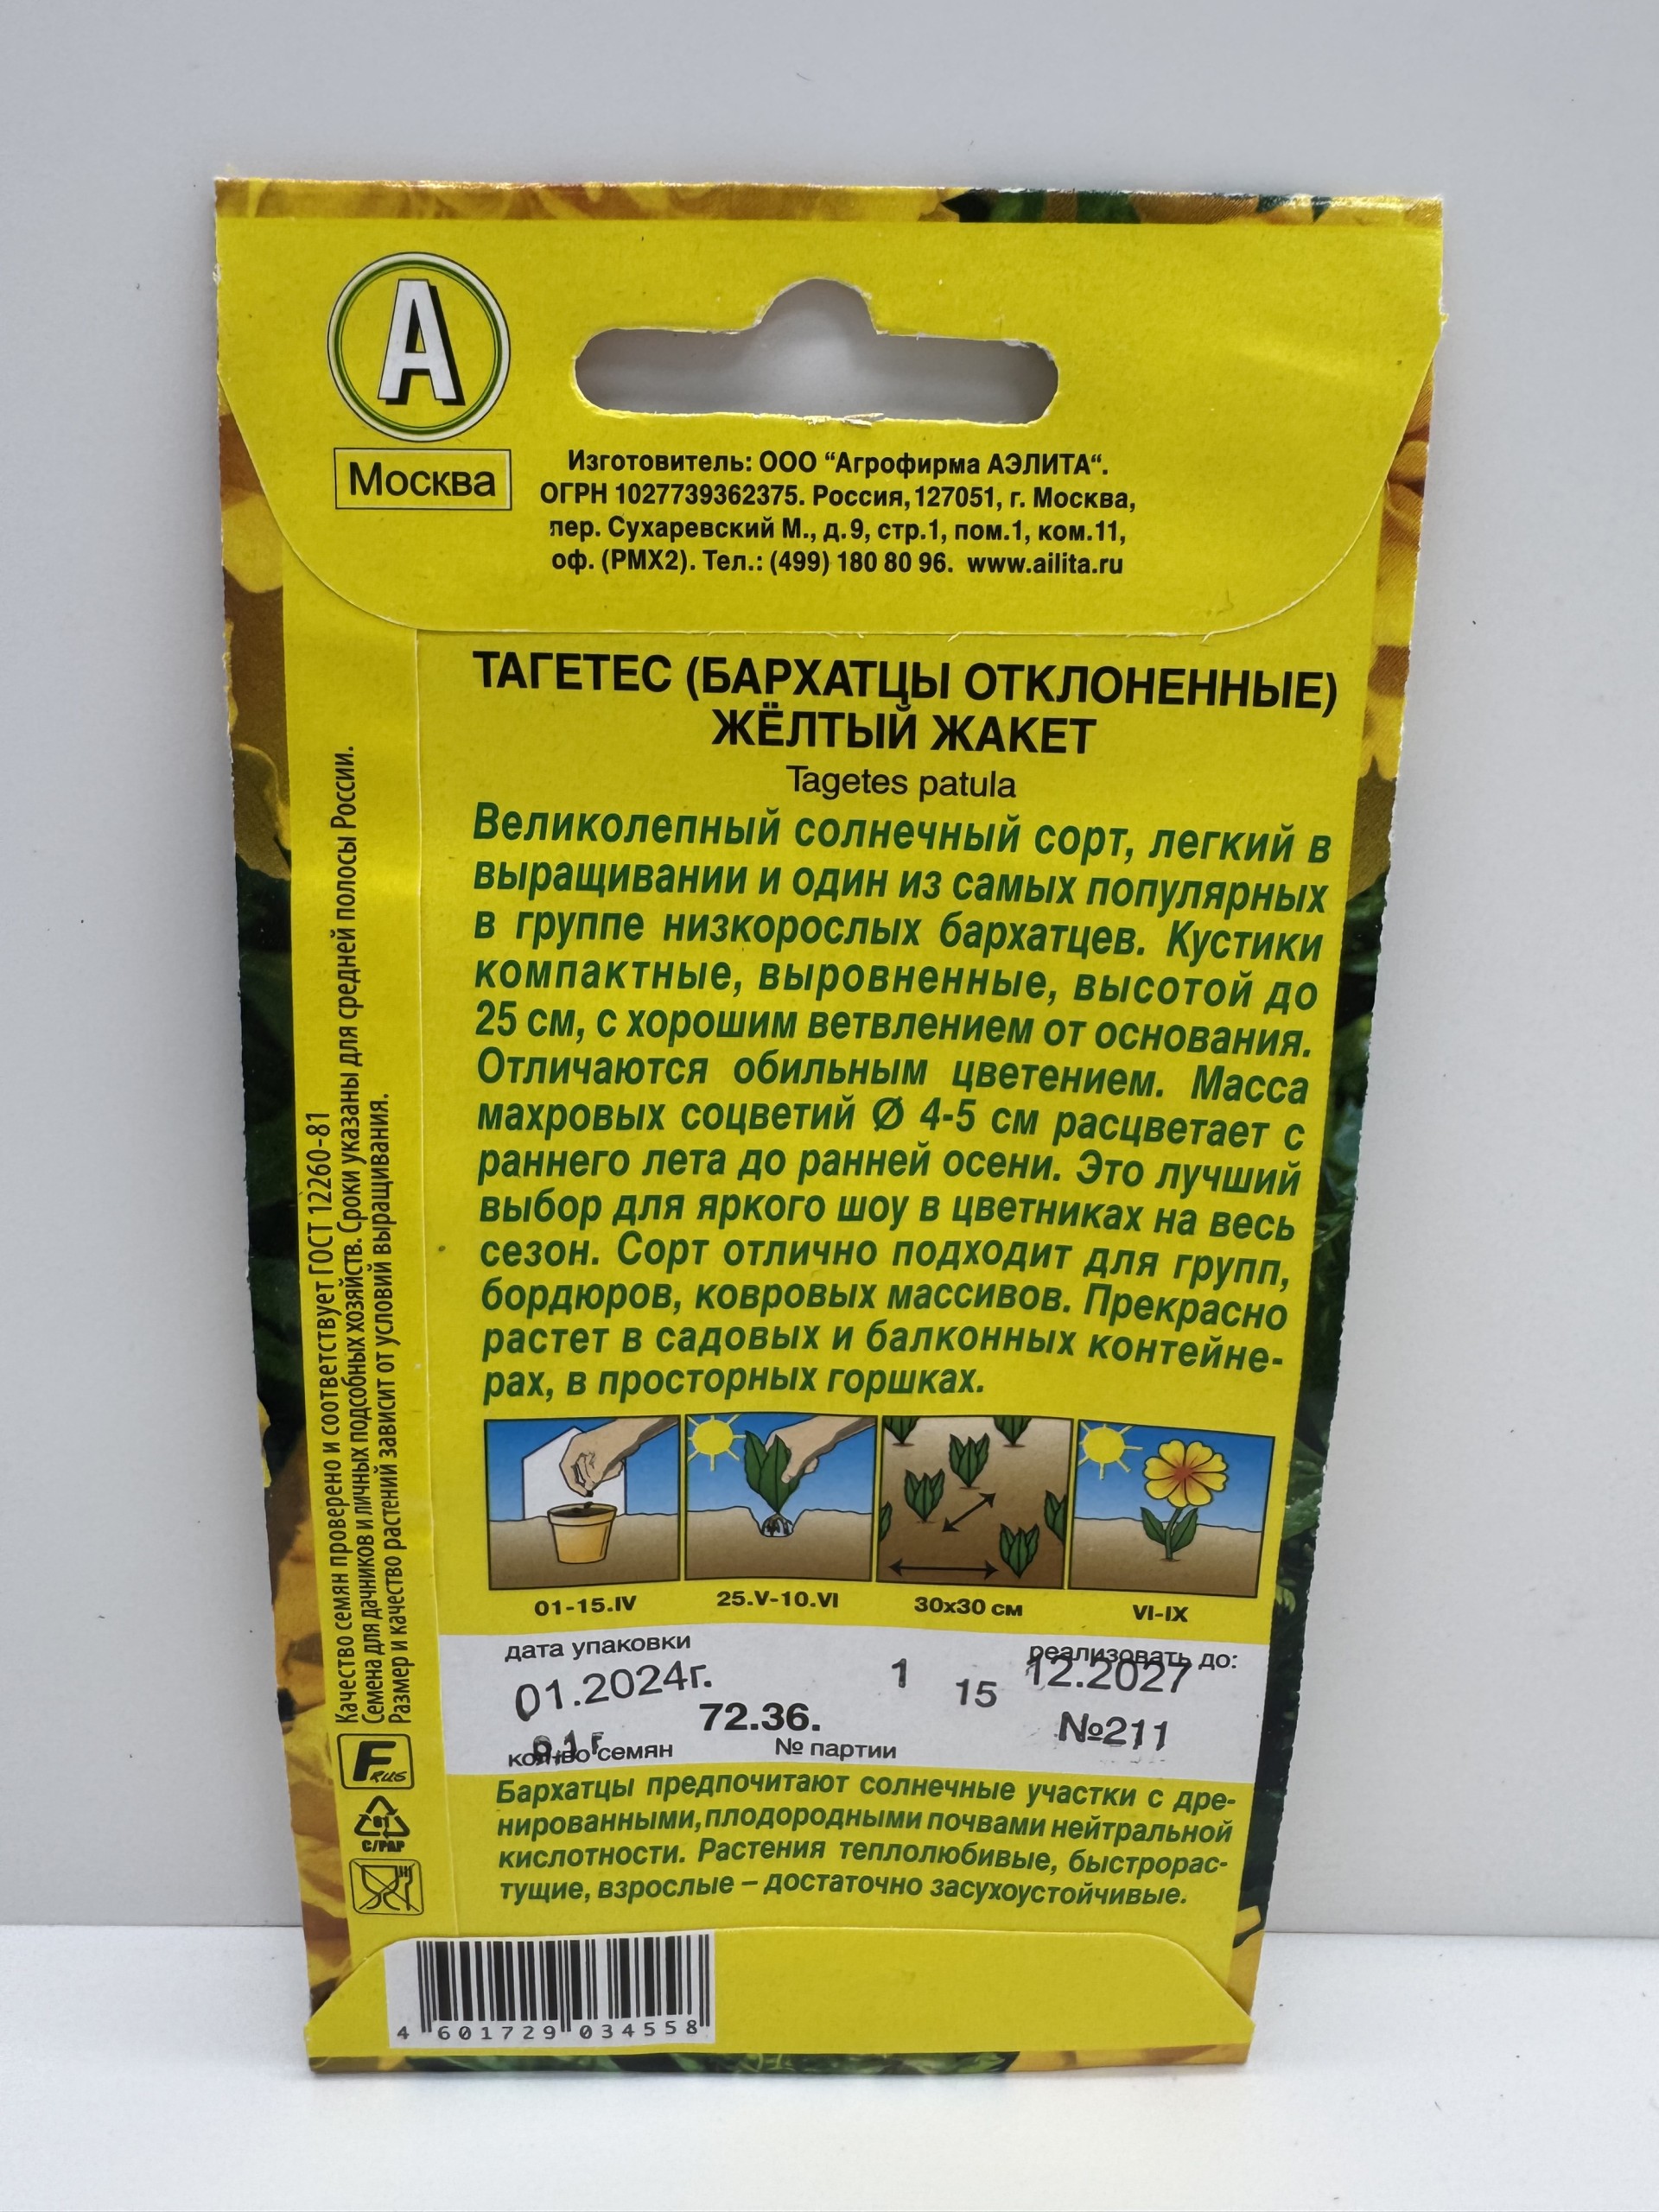 А
Москва
Изготовитель: ООО “Агрофирма АЭЛИТА“.
ОГРН 1027739362375. Россия, 127051, г. Москва,
пер. Сухаревский М., д.9, стр.1, пом.1, ком.11,
оф. (РМХ2). Тел.: (499) 180 80 96. www.ailita.ru
ТАГЕТЕС (БАРХАТЦЫ ОТКЛОНЕННЫЕ)
ЖЁЛТЫЙ ЖАКЕТ
Tagetes patula
Великолепный солнечный сорт, легкий в
выращивании и один из самых популярных
в группе низкорослых бархатцев. Кустики
компактные, выровненные, высотой до
25 см, с хорошим ветвлением от основания.
Отличаются обильным цветением. Масса
махровых соцветий Ø 4-5 см расцветает с
раннего лета до ранней осени. Это лучший
выбор для яркого шоу в цветниках на весь
сезон. Сорт отлично подходит для групп,
бордюров, ковровых массивов. Прекрасно
растет в садовых и балконных контейне-
рах, в просторных горшках.
01-15.IV
25.V-10.VI
30x30 см
VI-IX
дата упаковки
реализовать до:
01.2024г.
1
15
12.2027
72.36.
№211
0,1 г
кол-во семян
№ партии
Бархатцы предпочитают солнечные участки с дре-
нированными, плодородными почвами нейтральной
кислотности. Растения теплолюбивые, быстрорас-
тущие, взрослые – достаточно засухоустойчивые.
Качество семян проверено и соответствует ГОСТ 12260-81
Семена для дачников и личных подсобных хозяйств. Сроки указаны для средней полосы России.
Размер и качество растений зависит от условий выращивания.
F RUS
C/PAP
4 601729 034558